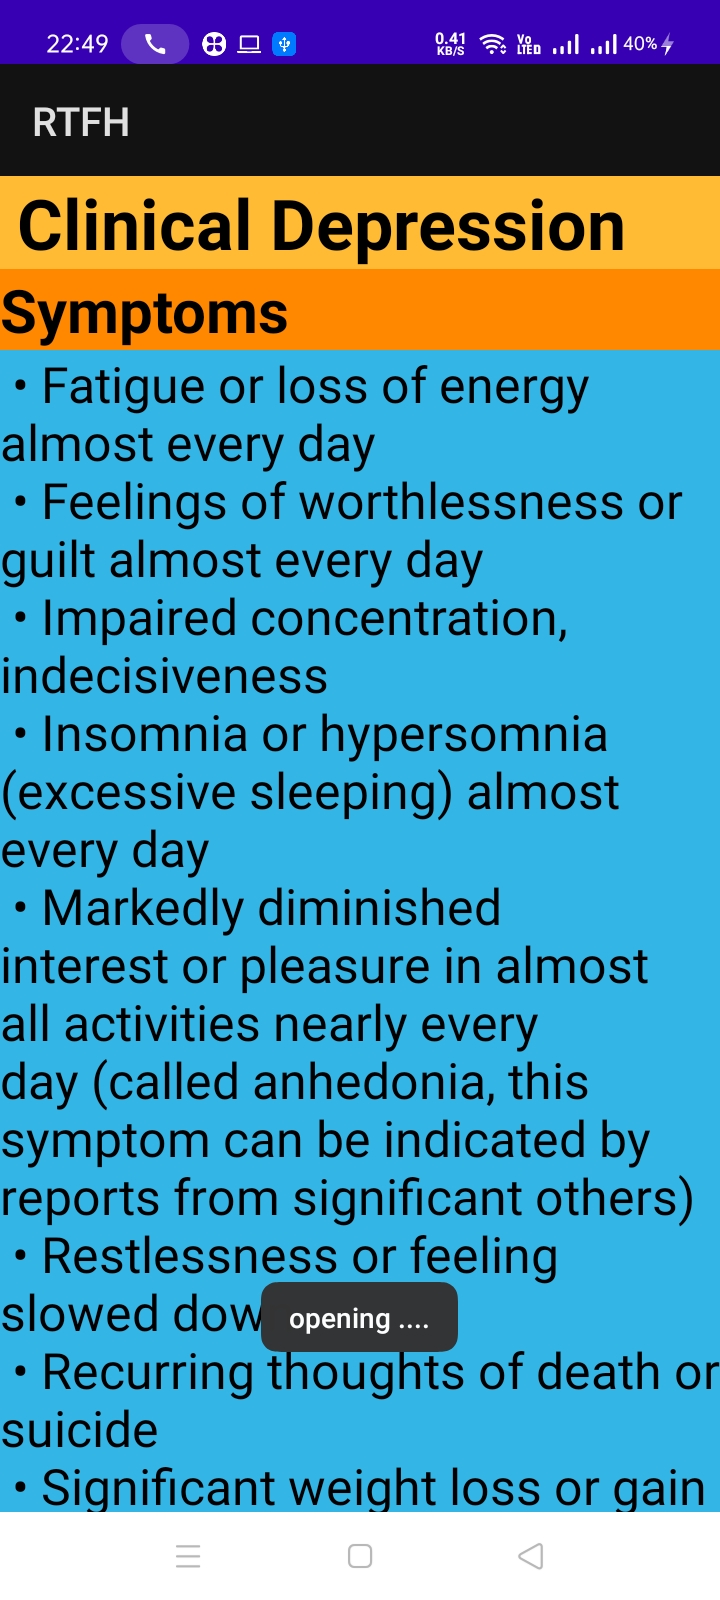 22:49
0.41 KB/S
Vo LTE
40%
RTFH
Clinical Depression
Symptoms
• Fatigue or loss of energy
almost every day
• Feelings of worthlessness or
guilt almost every day
• Impaired concentration,
indecisiveness
• Insomnia or hypersomnia
(excessive sleeping) almost
every day
• Markedly diminished
interest or pleasure in almost
all activities nearly every
day (called anhedonia, this
symptom can be indicated by
reports from significant others)
• Restlessness or feeling
slowed dow
opening ....
• Recurring thoughts of death or
suicide
• Significant weight loss or gain